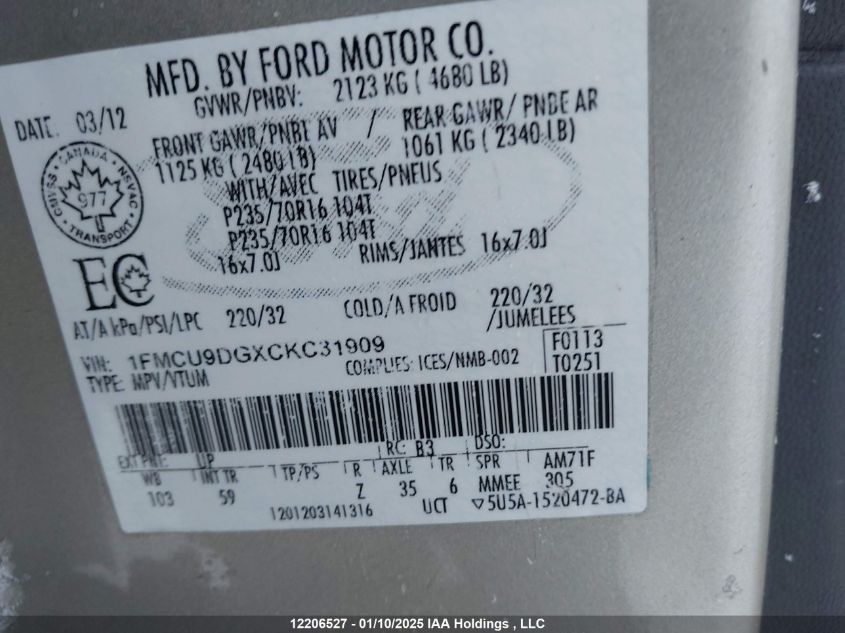 MFD. BY FORD MOTOR CO.
DATE: 03/12 GVWR/PNBV: 2123 KG ( 4680 LB)
FRONT GAWR/PNBE AV / REAR GAWR/ PNBE AR
1125 KG ( 2480 LB) 1061 KG ( 2340 LB)
WITH/AVEC TIRES/PNEUS
P235/70R16 104T
P235/70R16 104T
16x7.0J RIMS/JANTES 16x7.0J
CANADA
NSVAC
TRANSPORT
CMVSS
977
EC
AT/A kPa/PSI/LPC 220/32 COLD/A FROID 220/32
/JUMELEES
VIN: 1FMCU9DGXCKC31909 F0113
TYPE: MPV/VTUM COMPLIES: ICES/NMB-002 T0251
EXT PNT: UP RC: B3 DSO:
WB INT TR TP/PS R AXLE TR SPR AM71F
103 59 Z 35 6 MMEE 305
1201203141316 UCT ▽5U5A-1520472-BA
12206527 - 01/10/2025 IAA Holdings , LLC